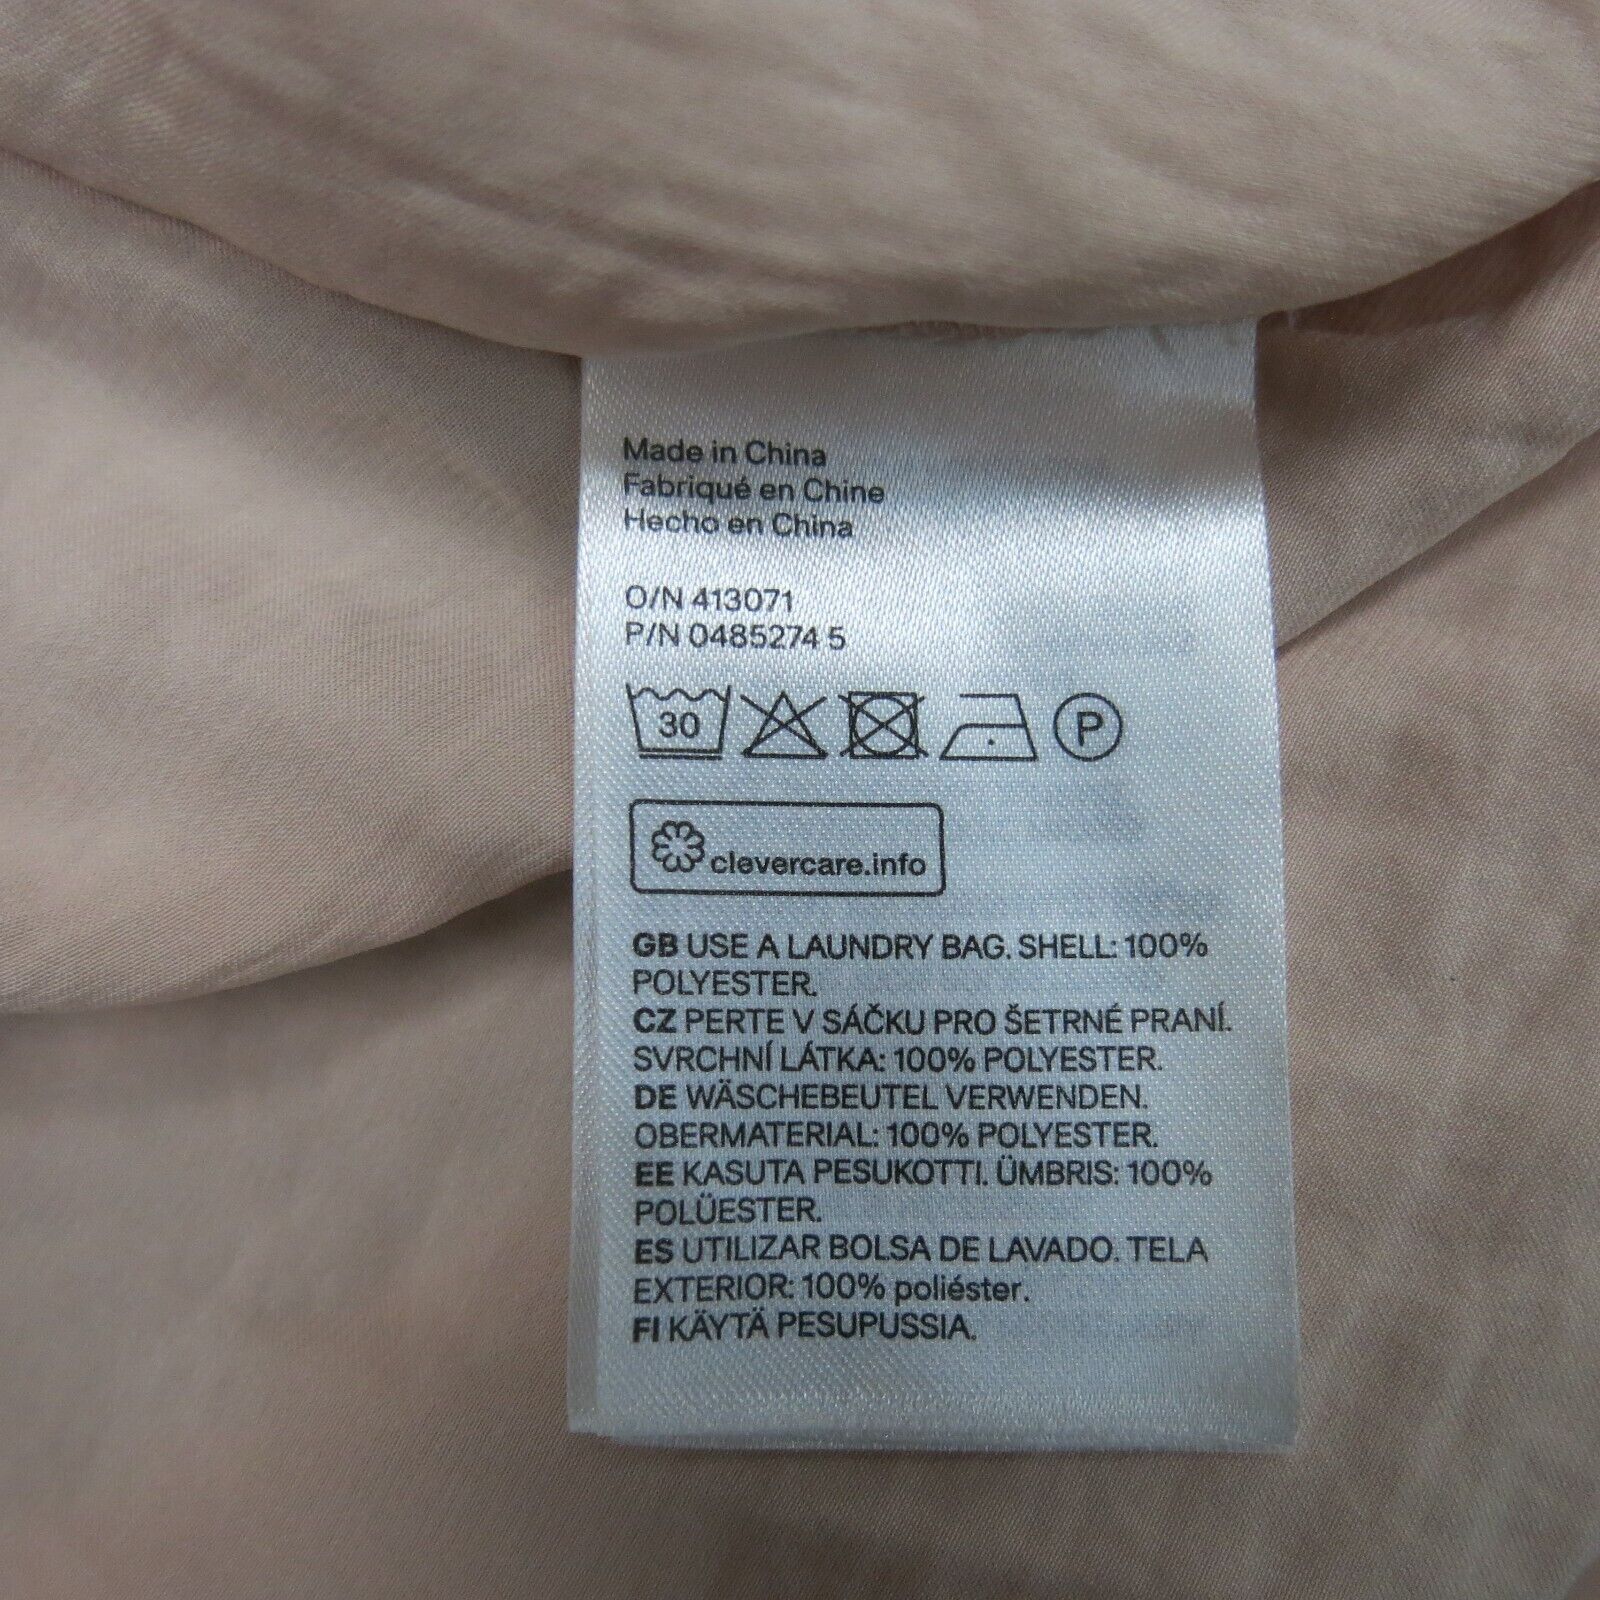 Made in China
Fabriqué en Chine
Hecho en China
O/N 413071
P/N 0485274 5
30 P
clevercare.info
GB USE A LAUNDRY BAG. SHELL: 100%
POLYESTER.
CZ PERTE V SÁČKU PRO ŠETRNÉ PRANÍ.
SVRCHNÍ LÁTKA: 100% POLYESTER.
DE WÄSCHEBEUTEL VERWENDEN.
OBERMATERIAL: 100% POLYESTER.
EE KASUTA PESUKOTTI. ÜMBRIS: 100%
POLÜESTER.
ES UTILIZAR BOLSA DE LAVADO. TELA
EXTERIOR: 100% poliéster.
FI KÄYTÄ PESUPUSSIA.